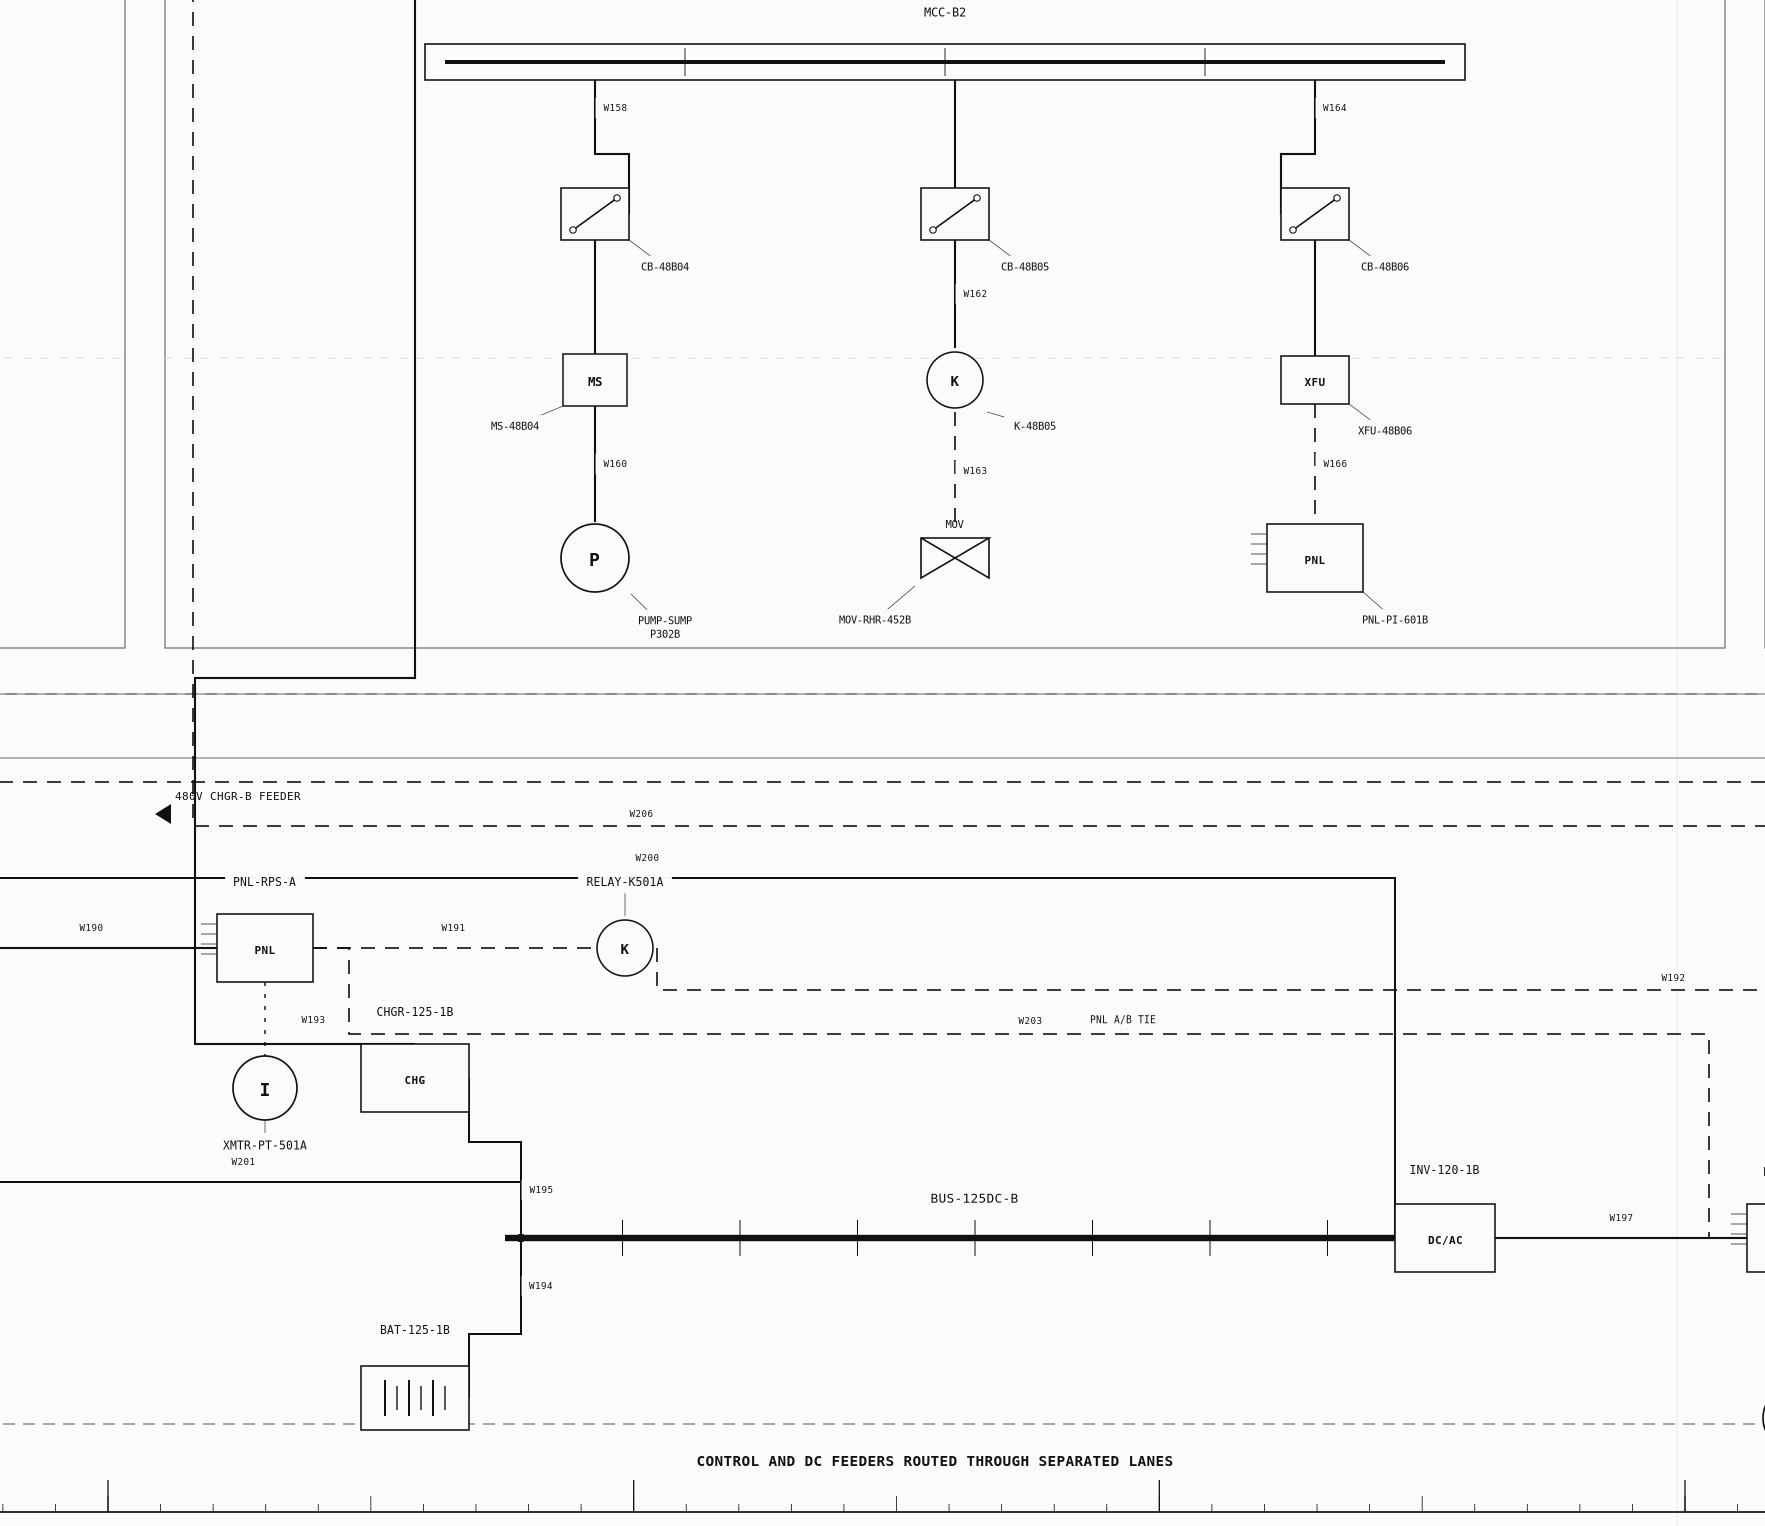 MCC-B2
W158
W164
CB-48B04
CB-48B05
CB-48B06
W162
MS
K
XFU
MS-48B04
K-48B05
XFU-48B06
W160
W163
W166
MOV
P
PNL
PUMP-SUMP
P302B
MOV-RHR-452B
PNL-PI-601B
480V CHGR-B FEEDER
W206
W200
PNL-RPS-A
RELAY-K501A
W190
W191
PNL
K
W192
W193
CHGR-125-1B
W203
PNL A/B TIE
CHG
I
XMTR-PT-501A
W201
INV-120-1B
W195
BUS-125DC-B
W197
DC/AC
W194
BAT-125-1B
CONTROL AND DC FEEDERS ROUTED THROUGH SEPARATED LANES